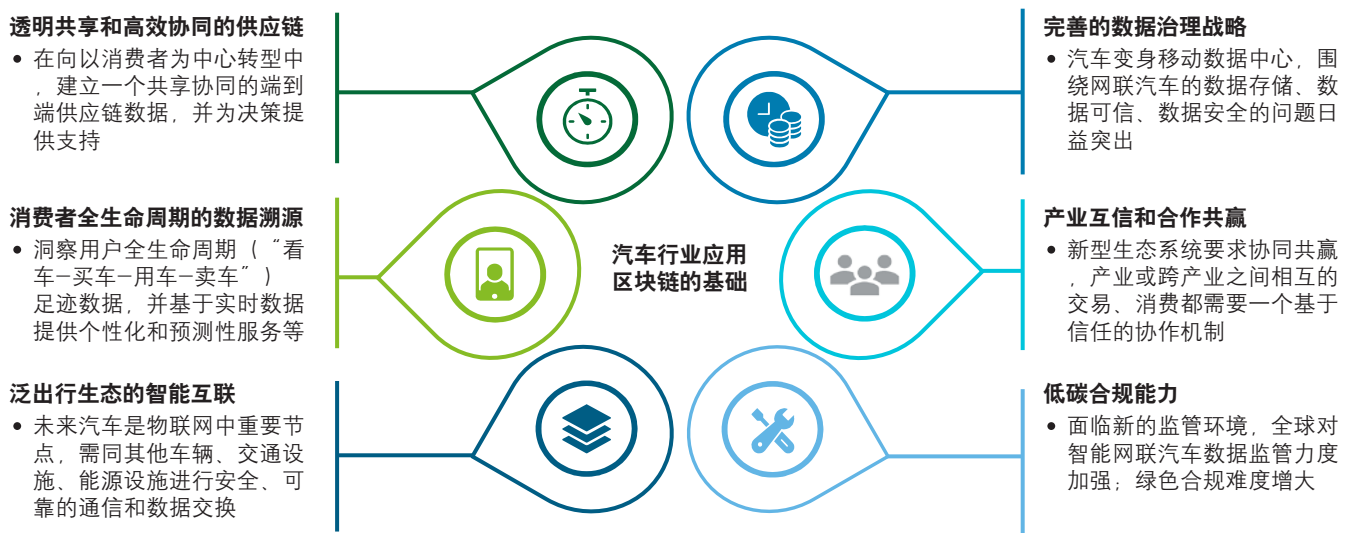 透明共享和高效协同的供应链
• 在向以消费者为中心转型中
，建立一个共享协同的端到
端供应链数据，并为决策提
供支持
消费者全生命周期的数据溯源
• 洞察用户全生命周期（“看
车—买车—用车—卖车”）
足迹数据，并基于实时数据
提供个性化和预测性服务等
泛出行生态的智能互联
• 未来汽车是物联网中重要节
点，需同其他车辆、交通设
施、能源设施进行安全、可
靠的通信和数据交换
汽车行业应用
区块链的基础
完善的数据治理战略
• 汽车变身移动数据中心，围
绕网联汽车的数据存储、数
据可信、数据安全的问题日
益突出
产业互信和合作共赢
• 新型生态系统要求协同共赢
，产业或跨产业之间相互的
交易、消费都需要一个基于
信任的协作机制
低碳合规能力
• 面临新的监管环境，全球对
智能网联汽车数据监管力度
加强；绿色合规难度增大